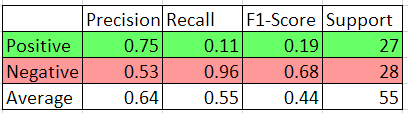 Precision Recall F1-Score Support
Positive 0.75 0.11 0.19 27
Negative 0.53 0.96 0.68 28
Average 0.64 0.55 0.44 55